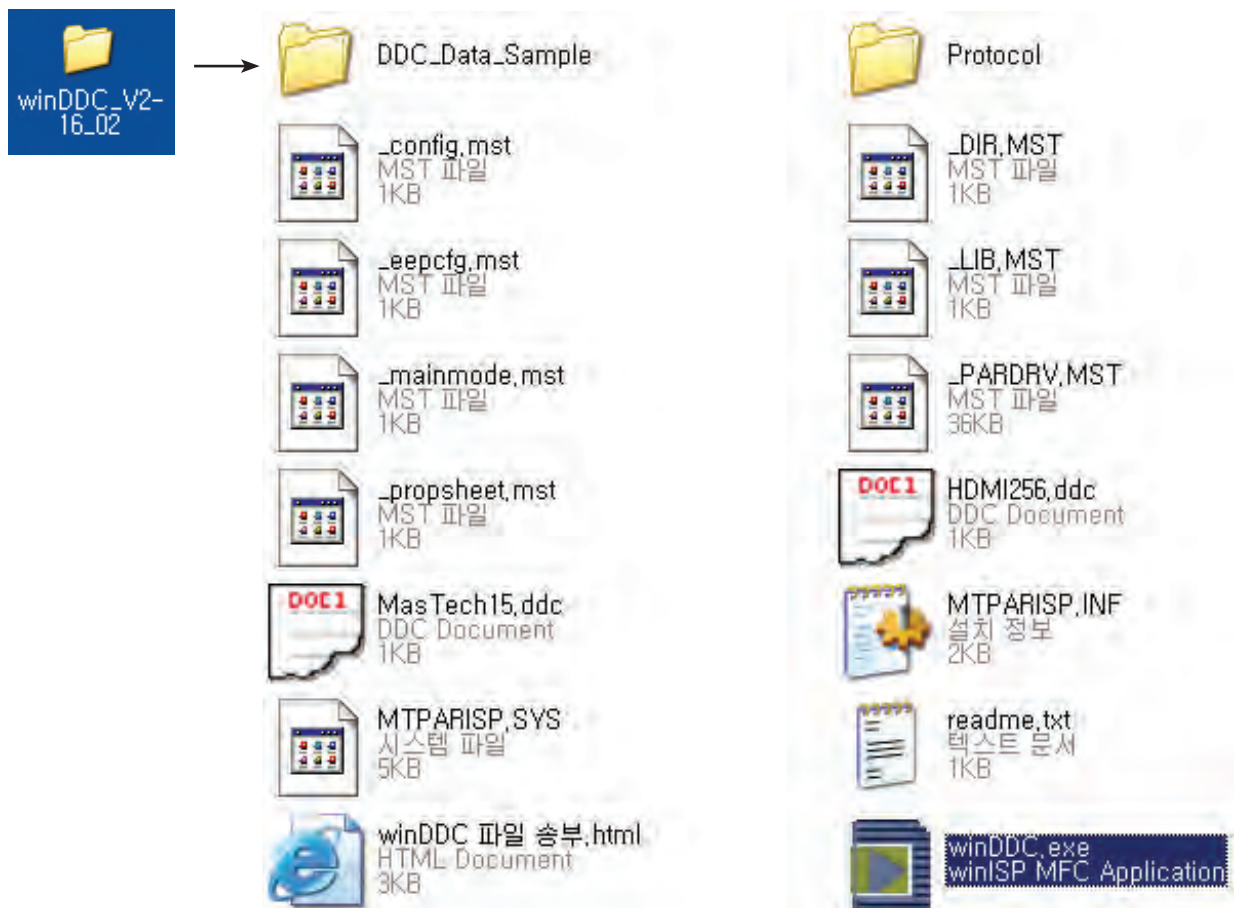 winDDC_V2-
16_02
DDC_Data_Sample
Protocol
_config.mst
MST 파일
1KB
_DIR.MST
MST 파일
1KB
_eepcfg.mst
MST 파일
1KB
_LIB.MST
MST 파일
1KB
_mainmode.mst
MST 파일
1KB
_PARDRV.MST
MST 파일
36KB
_propsheet.mst
MST 파일
1KB
DOC1
HDMI256.ddc
DDC Document
1KB
DOC1
MasTech15.ddc
DDC Document
1KB
MTPARISP.INF
설치 정보
2KB
MTPARISP.SYS
시스템 파일
5KB
readme.txt
텍스트 문서
1KB
winDDC 파일 송부.html
HTML Document
3KB
winDDC.exe
winISP MFC Application